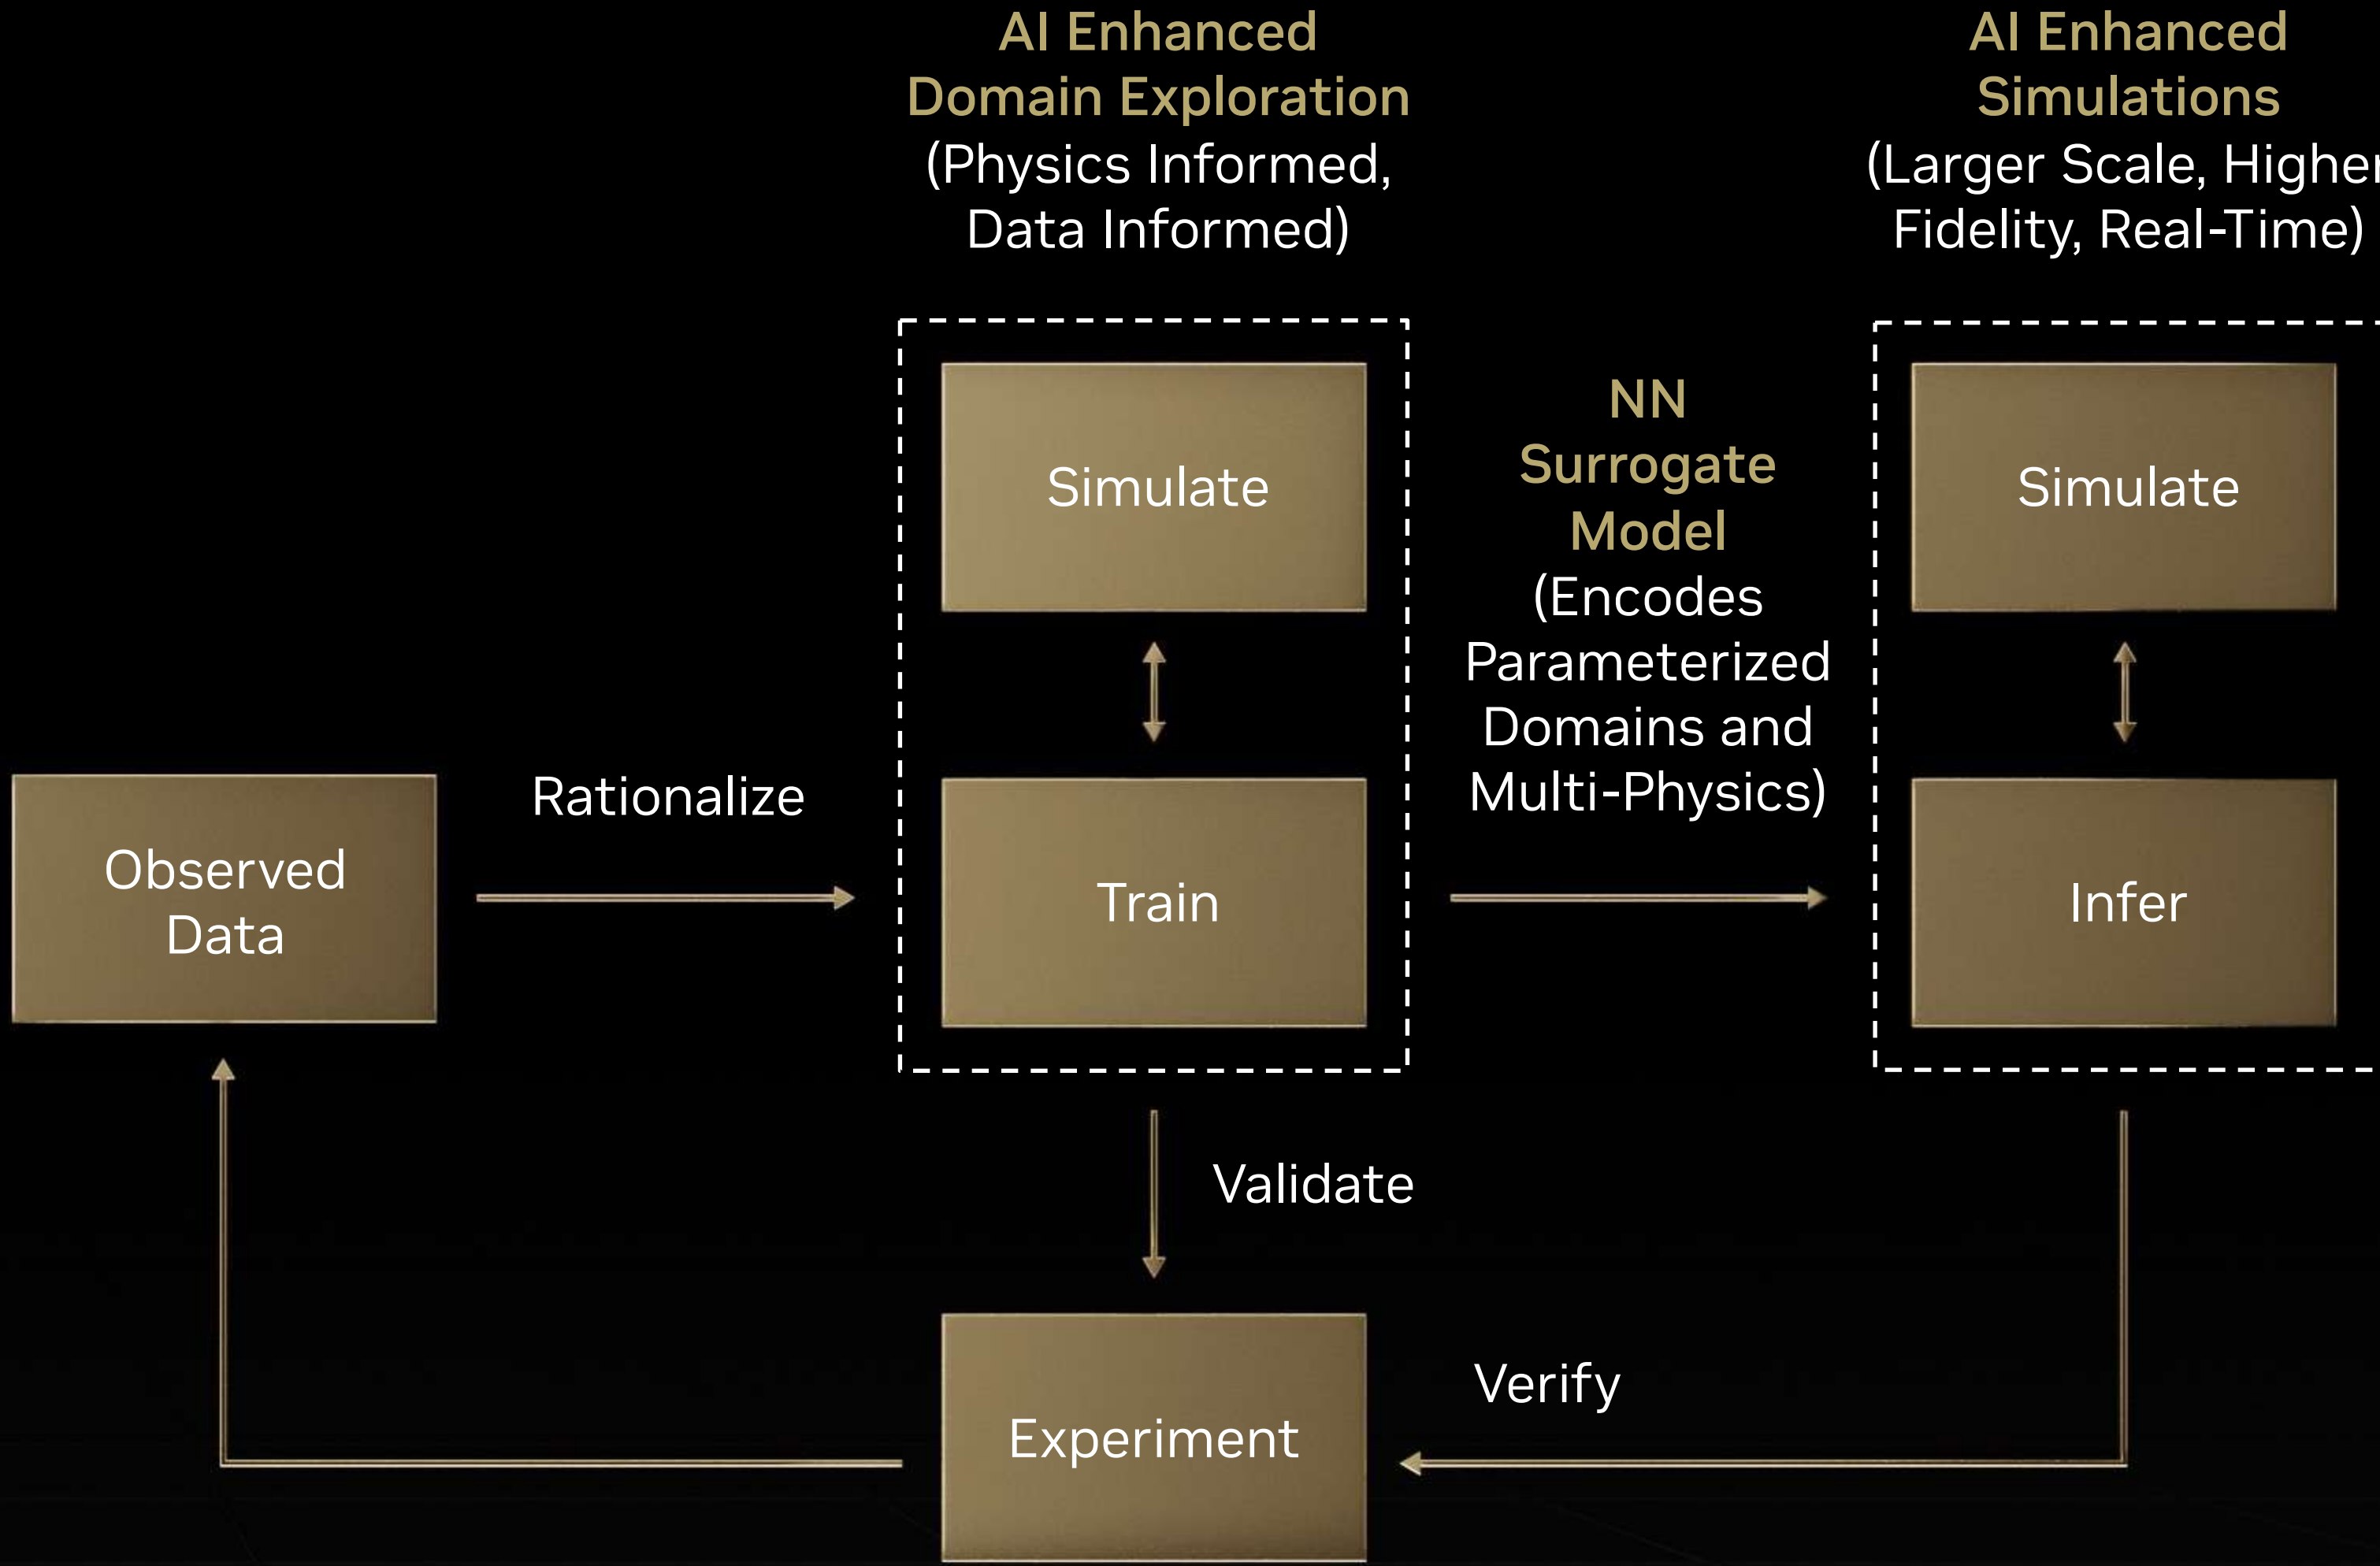 AI Enhanced
Domain Exploration
(Physics Informed,
Data Informed)
AI Enhanced
Simulations
(Larger Scale, Higher
Fidelity, Real-Time)
Simulate
NN
Surrogate
Model
(Encodes
Parameterized
Domains and
Multi-Physics)
Simulate
Observed
Data
Rationalize
Train
Infer
Validate
Experiment
Verify